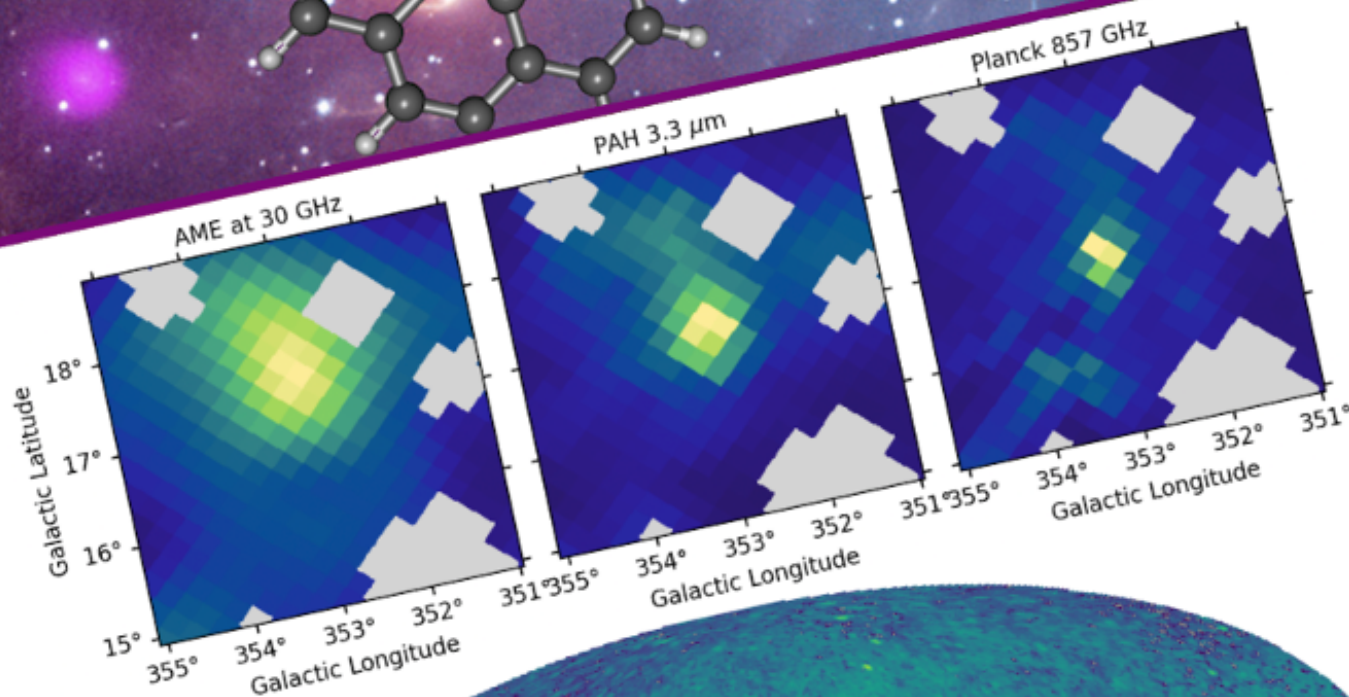 Planck 857 GHz
PAH 3.3 μm
AME at 30 GHz
Galactic Latitude
18°
17°
16°
15°
355°
354°
353°
352°
351°
Galactic Longitude
355°
354°
353°
352°
351°
Galactic Longitude
355°
354°
353°
352°
351°
Galactic Longitude